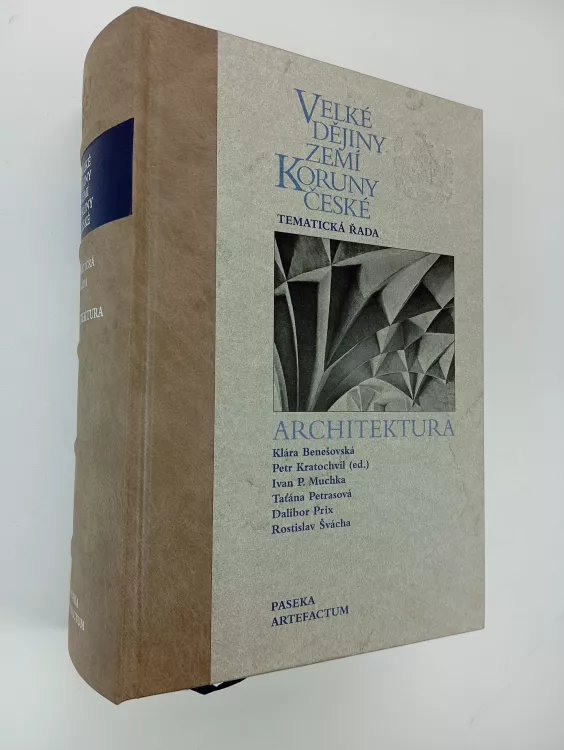 VELKÉ
DĚJINY
ZEMÍ
KORUNY
ČESKÉ
TEMATICKÁ ŘADA
ARCHITEKTURA
Klára Benešovská
Petr Kratochvíl (ed.)
Ivan P. Muchka
Taťána Petrasová
Dalibor Prix
Rostislav Švácha
PASEKA
ARTEFACTUM